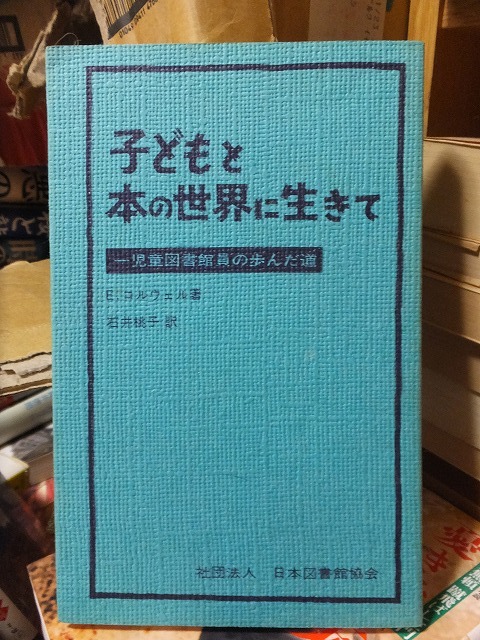 子どもと
本の世界に生きて
一児童図書館員の歩んだ道
E.コルウェル著
石井桃子訳
社団法人 日本図書館協会